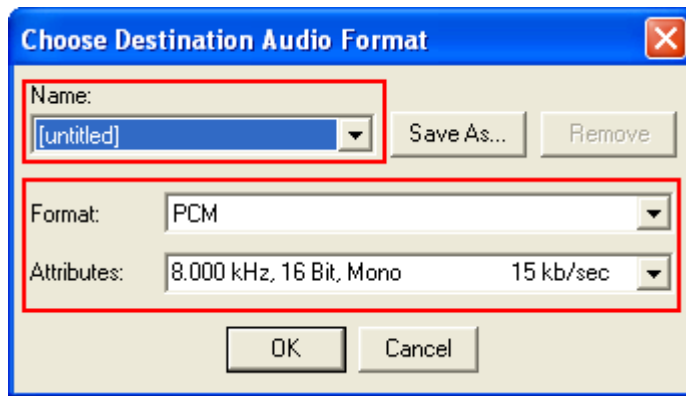 Choose Destination Audio Format
Name:
[untitled]
Save As...
Remove
Format:
PCM
Attributes:
8.000 kHz, 16 Bit, Mono 15 kb/sec
OK
Cancel